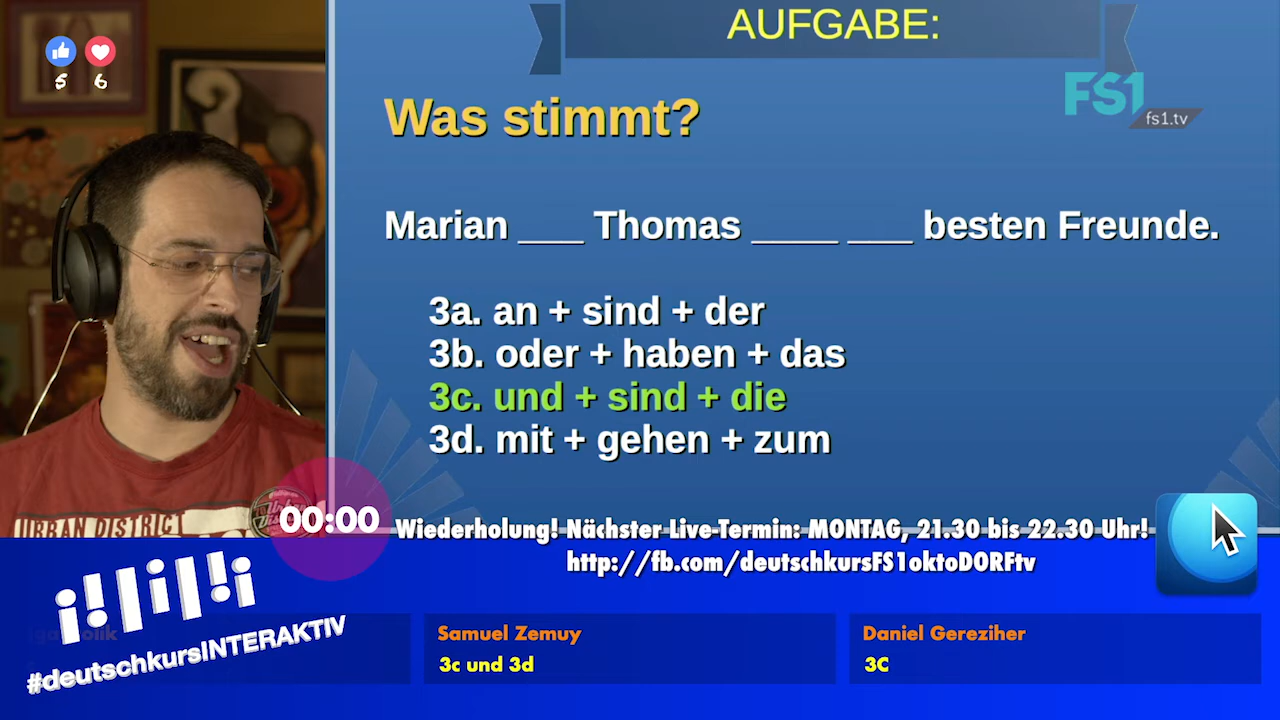 AUFGABE:
5 6
FS1
fs1.tv
Was stimmt?
Marian ___ Thomas ____ ___ besten Freunde.
3a. an + sind + der
3b. oder + haben + das
3c. und + sind + die
3d. mit + gehen + zum
URBAN DISTRICT
00:00
Wiederholung! Nächster Live-Termin: MONTAG, 21.30 bis 22.30 Uhr!
http://fb.com/deutschkursFS1oktoDORFtv
#deutschkursINTERAKTIV
Samuel Zemuy
3c und 3d
Daniel Gereziher
3C